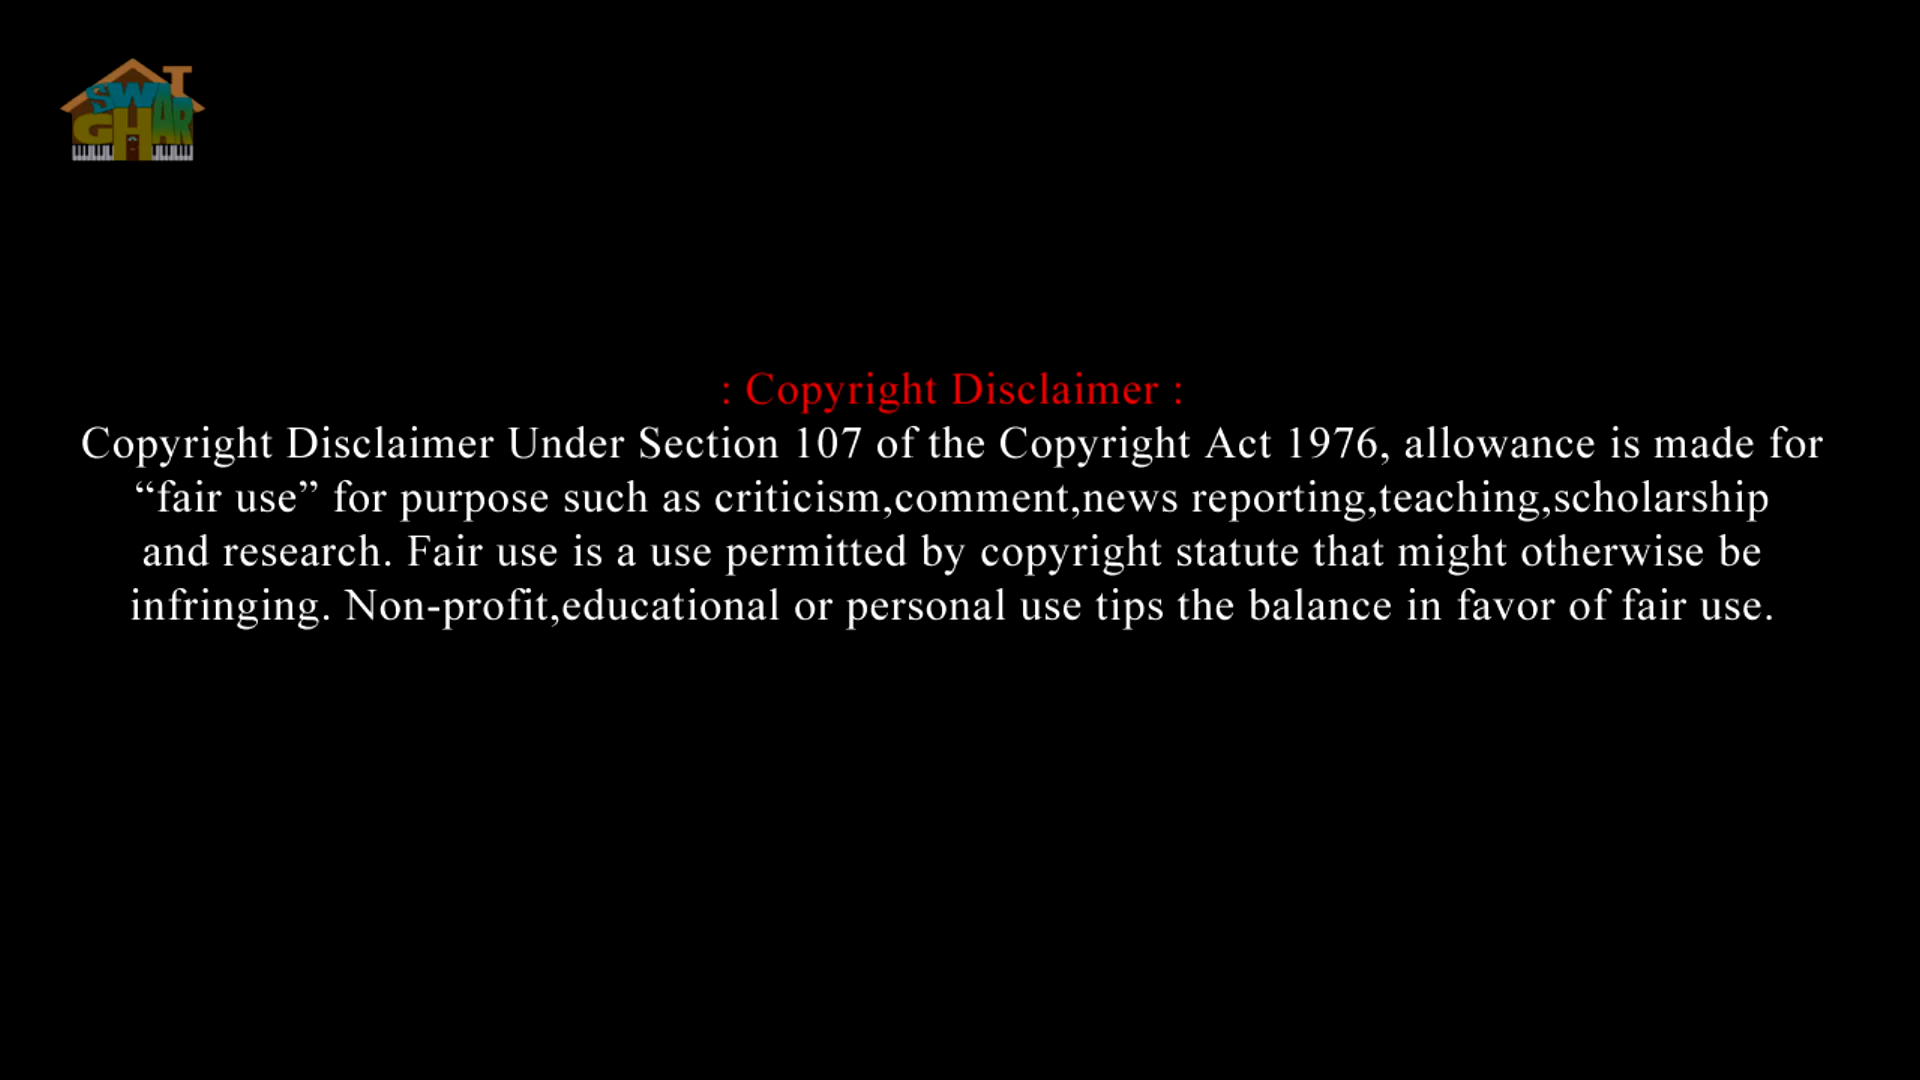 SWAT
GHAR
: Copyright Disclaimer :
Copyright Disclaimer Under Section 107 of the Copyright Act 1976, allowance is made for
“fair use” for purpose such as criticism,comment,news reporting,teaching,scholarship
and research. Fair use is a use permitted by copyright statute that might otherwise be
infringing. Non-profit,educational or personal use tips the balance in favor of fair use.